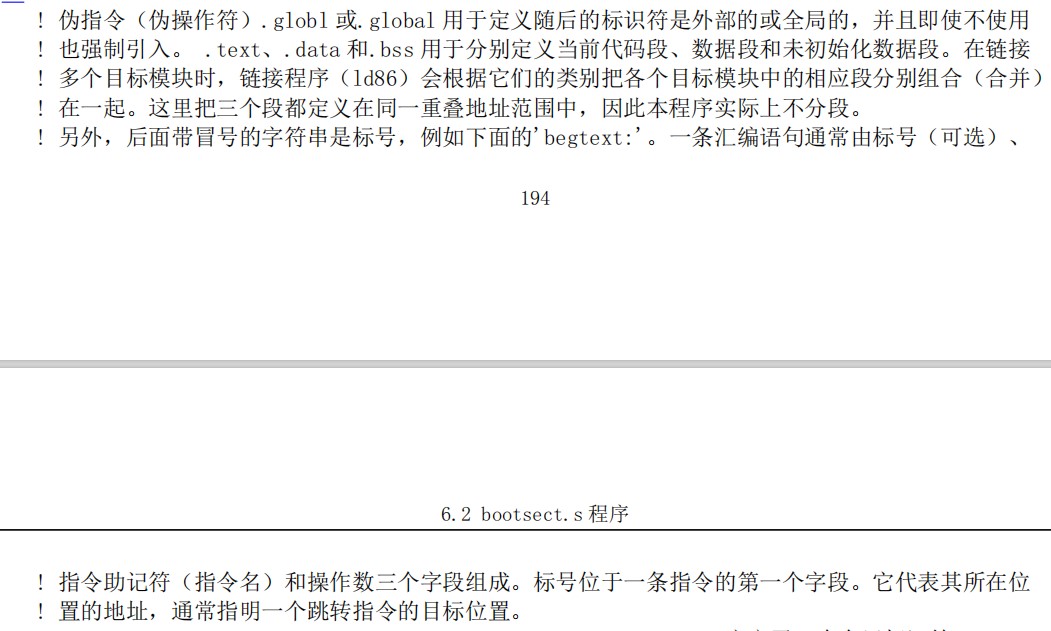 ! 伪指令（伪操作符）.globl 或.global 用于定义随后的标识符是外部的或全局的，并且即使不使用
! 也强制引入。 .text、.data 和.bss 用于分别定义当前代码段、数据段和未初始化数据段。在链接
! 多个目标模块时，链接程序（ld86）会根据它们的类别把各个目标模块中的相应段分别组合（合并）
! 在一起。这里把三个段都定义在同一重叠地址范围中，因此本程序实际上不分段。
! 另外，后面带冒号的字符串是标号，例如下面的'begtext:'。一条汇编语句通常由标号（可选）、
194
6.2 bootsect.s 程序
! 指令助记符（指令名）和操作数三个字段组成。标号位于一条指令的第一个字段。它代表其所在位
! 置的地址，通常指明一个跳转指令的目标位置。